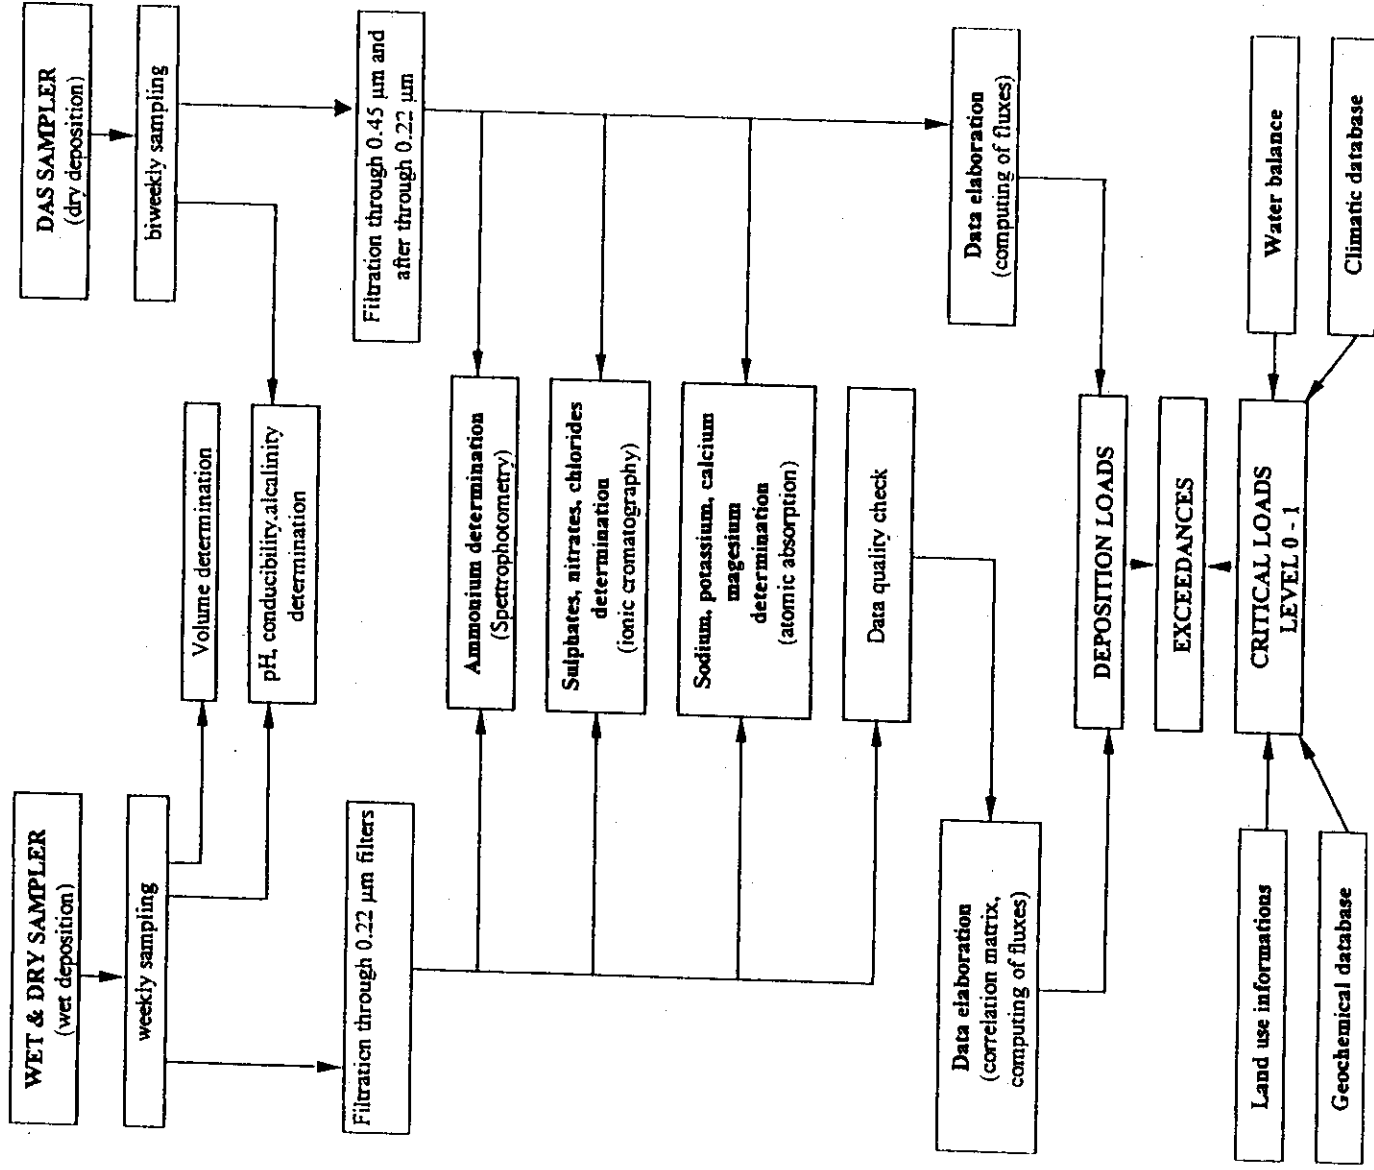 WET & DRY SAMPLER
(wet deposition)
DAS SAMPLER
(dry deposition)
weekly sampling
biweekly sampling
Volume determination
pH, conducibility,alcalinity
determination
Filtration through 0.22 µm filters
Filtration through 0.45 µm and
after through 0.22 µm
Ammonium determination
(Spettrophotometry)
Sulphates, nitrates, chlorides
determination
(ionic cromatography)
Sodium, potassium, calcium
magesium
determination
(atomic absorption)
Data quality check
Data elaboration
(correlation matrix,
computing of fluxes)
Data elaboration
(computing of fluxes)
DEPOSITION LOADS
EXCEEDANCES
CRITICAL LOADS
LEVEL 0 - 1
Land use informations
Water balance
Geochemical database
Climatic database